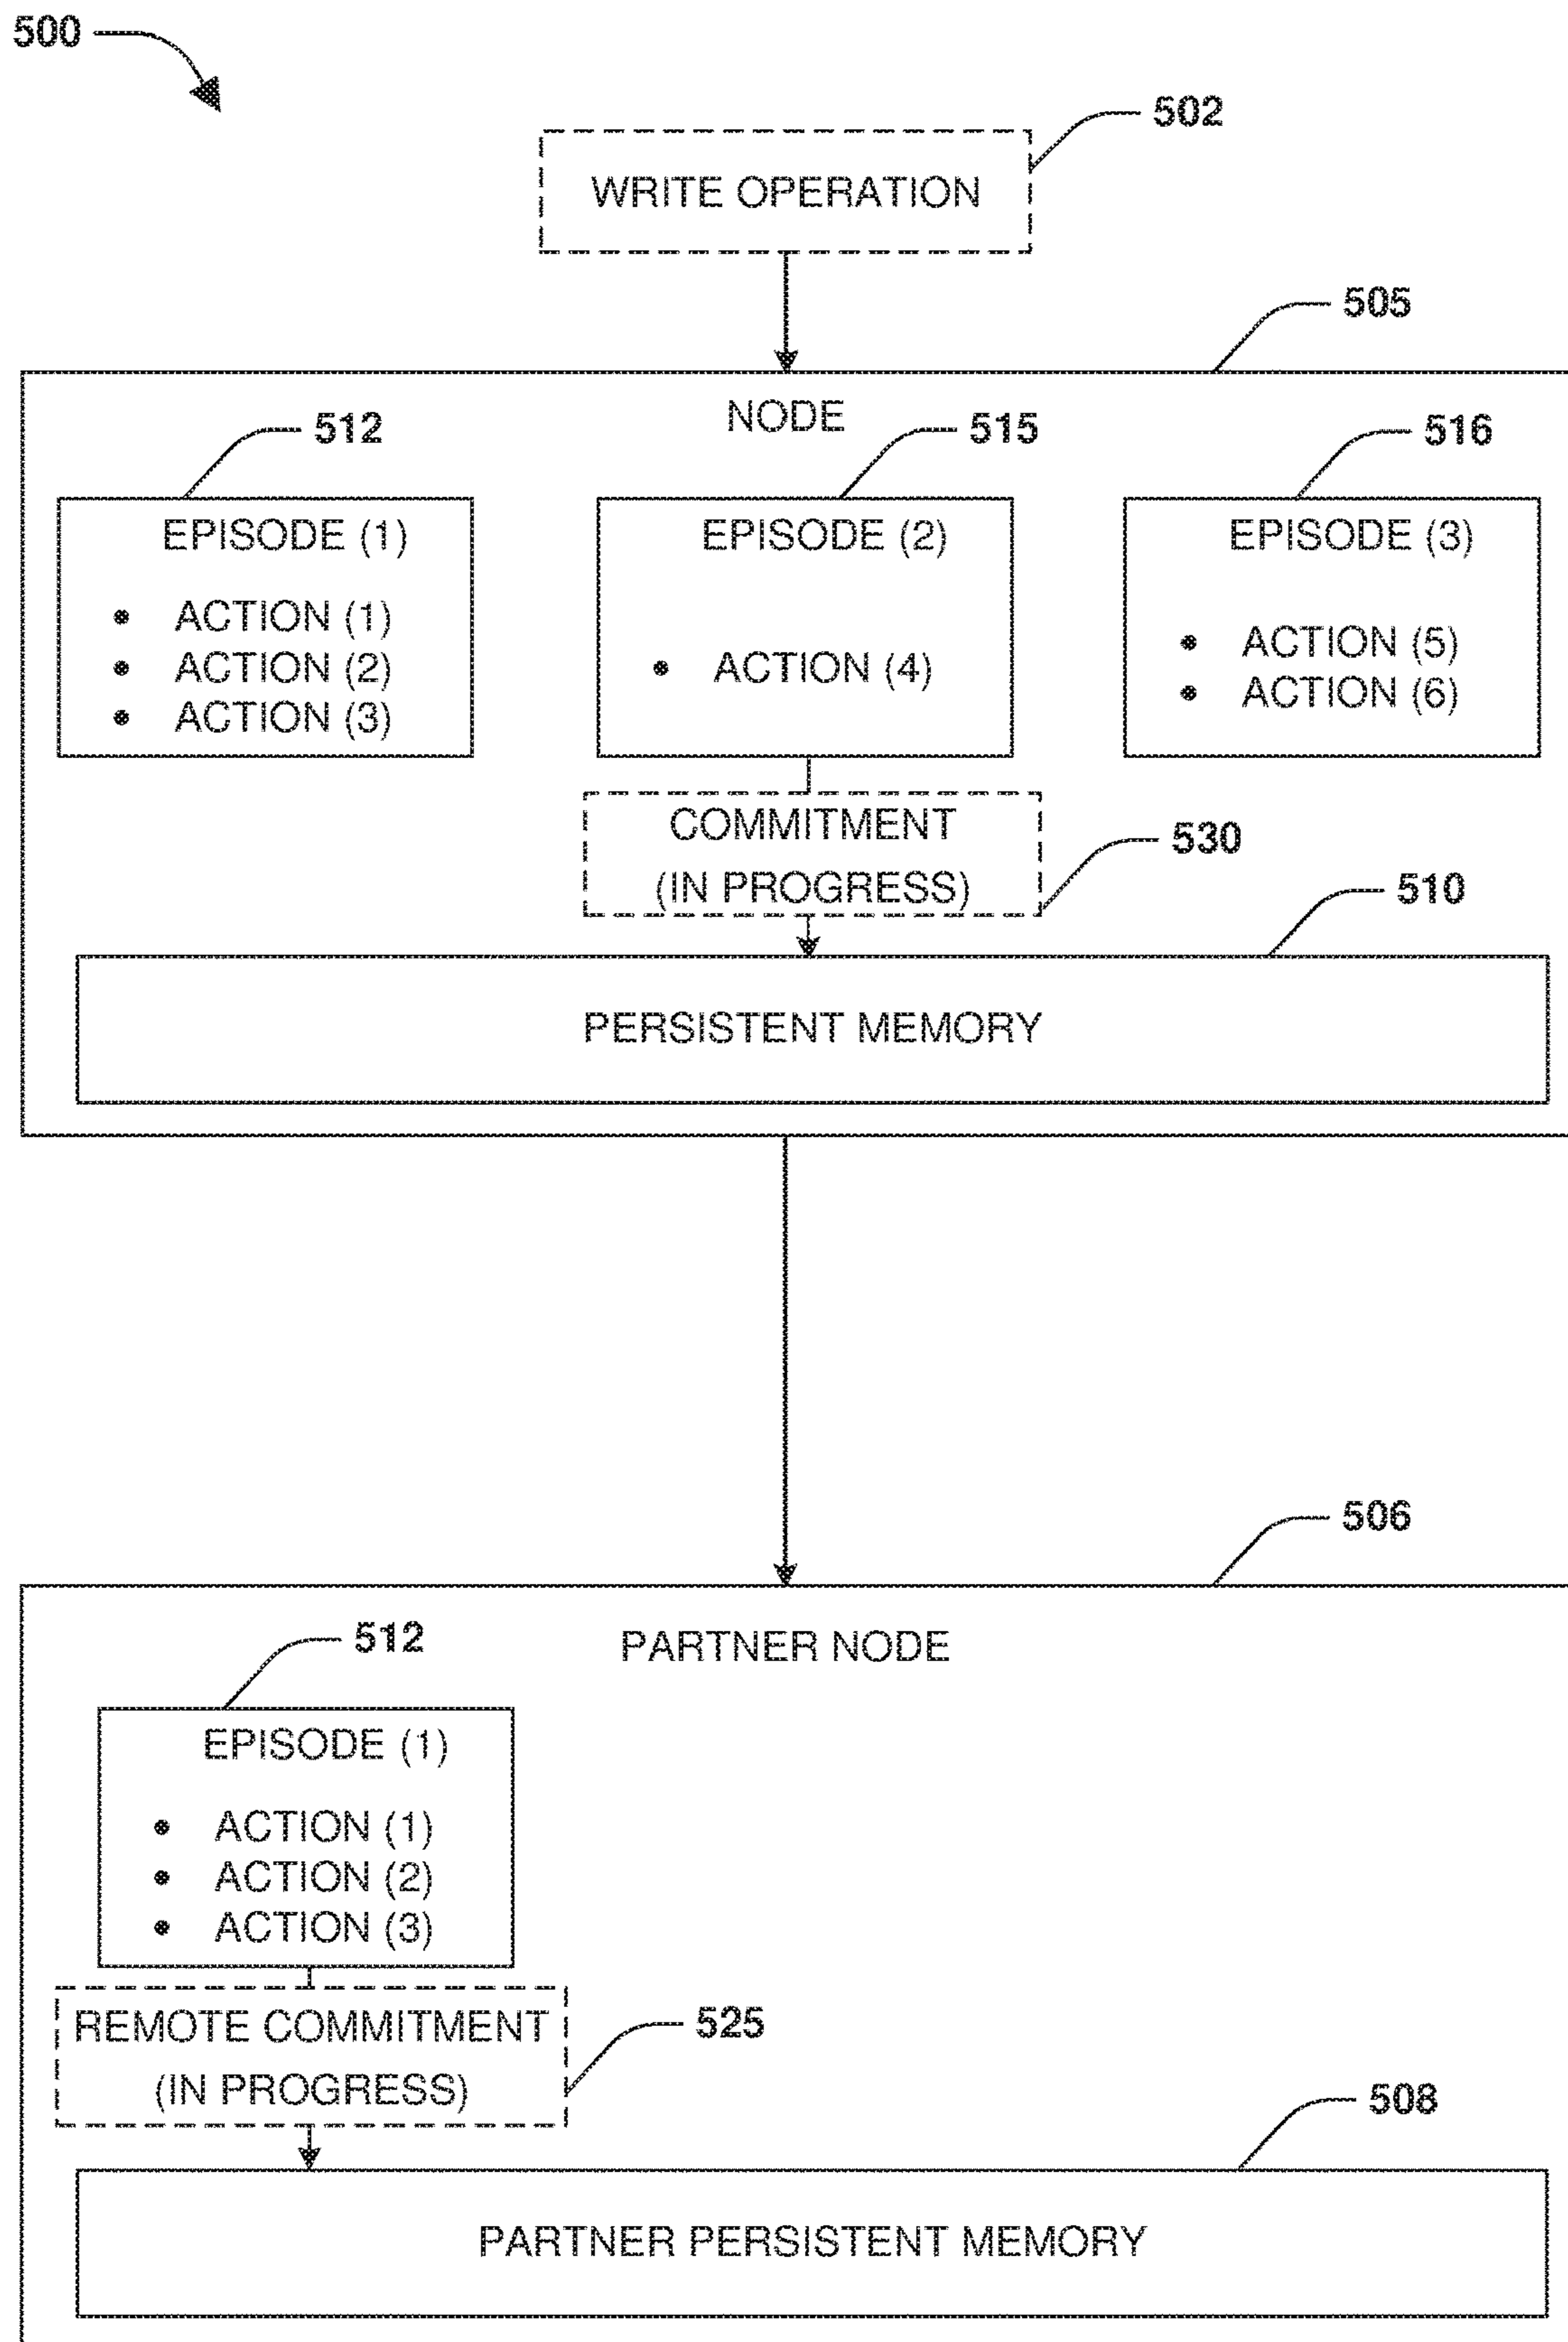 500
502
WRITE OPERATION
505
NODE
512
515
516
EPISODE (1)
• ACTION (1)
• ACTION (2)
• ACTION (3)
EPISODE (2)
• ACTION (4)
EPISODE (3)
• ACTION (5)
• ACTION (6)
COMMITMENT
(IN PROGRESS)
530
510
PERSISTENT MEMORY
506
PARTNER NODE
512
EPISODE (1)
• ACTION (1)
• ACTION (2)
• ACTION (3)
REMOTE COMMITMENT
(IN PROGRESS)
525
508
PARTNER PERSISTENT MEMORY